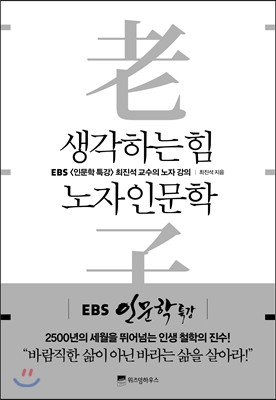 老子
생각하는 힘
EBS <인문학 특강> 최진석 교수의 노자 강의 | 최진석 지음
노자인문학
EBS 인문학 특강
2500년의 세월을 뛰어넘는 인생 철학의 진수!
“바람직한 삶이 아닌 바라는 삶을 살아라!”
위즈덤하우스